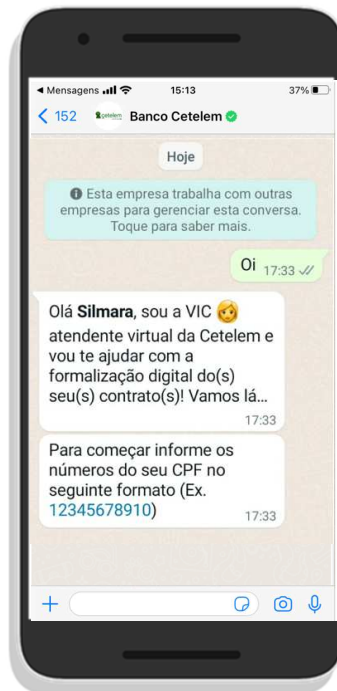 Mensagens 15:13 37%
152 cetelem Banco Cetelem
Hoje
Esta empresa trabalha com outras
empresas para gerenciar esta conversa.
Toque para saber mais.
Oi 17:33
Olá Silmara, sou a VIC
atendente virtual da Cetelem e
vou te ajudar com a
formalização digital do(s)
seu(s) contrato(s)! Vamos lá...
17:33
Para começar informe os
números do seu CPF no
seguinte formato (Ex.
12345678910)
17:33